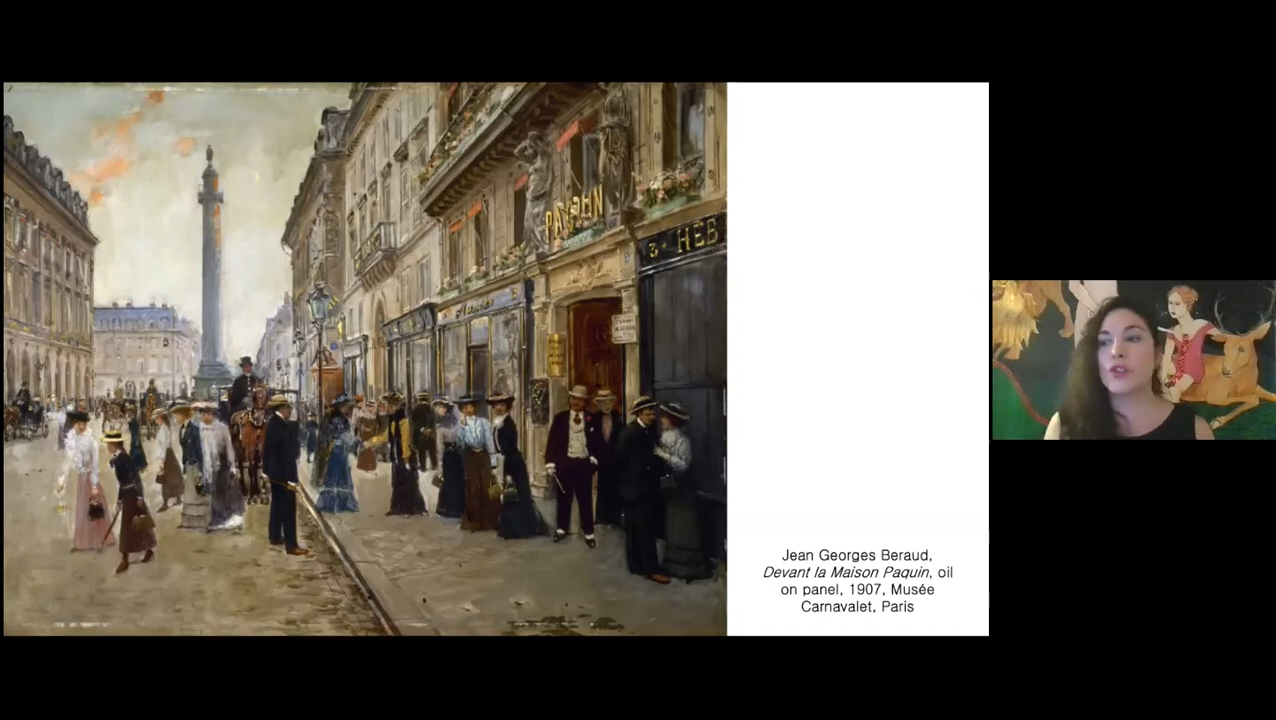 PAQUIN
3 · HEB
Jean Georges Beraud,
Devant la Maison Paquin, oil
on panel, 1907, Musée
Carnavalet, Paris